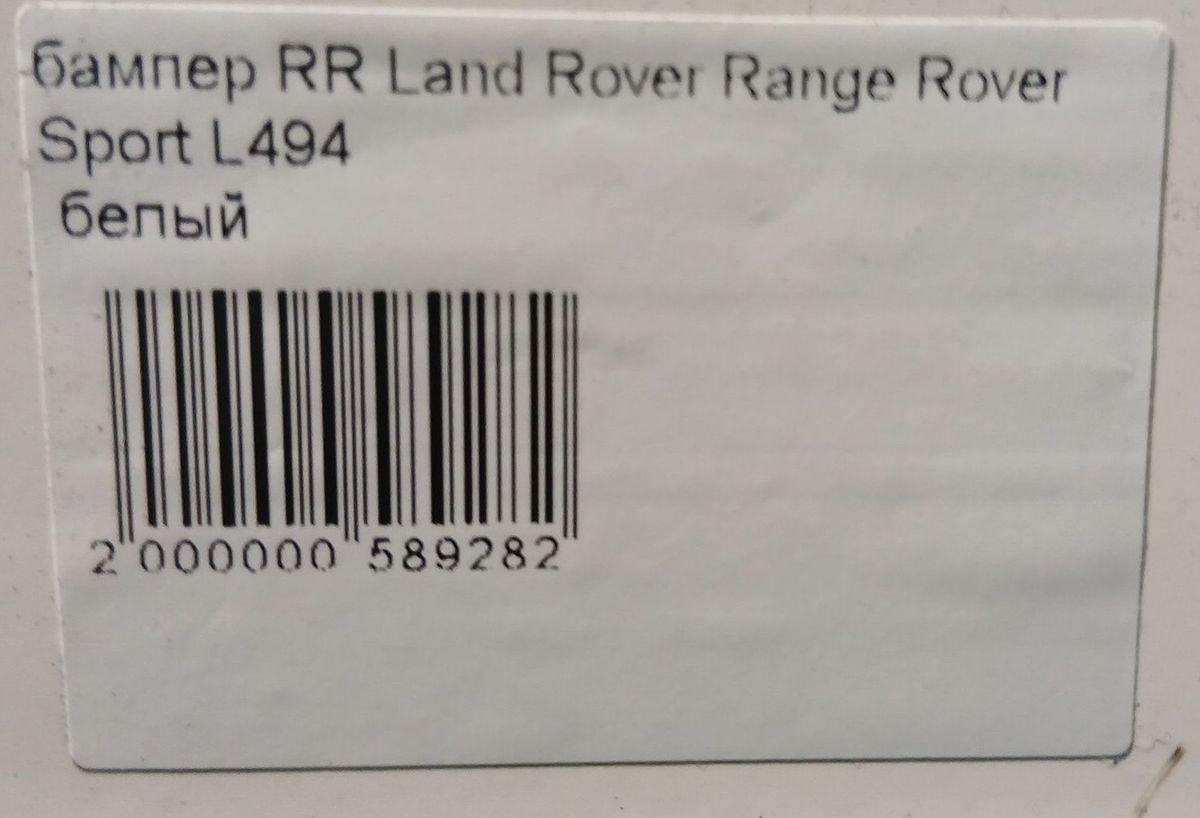 бампер RR Land Rover Range Rover
Sport L494
белый
2 000000 589282